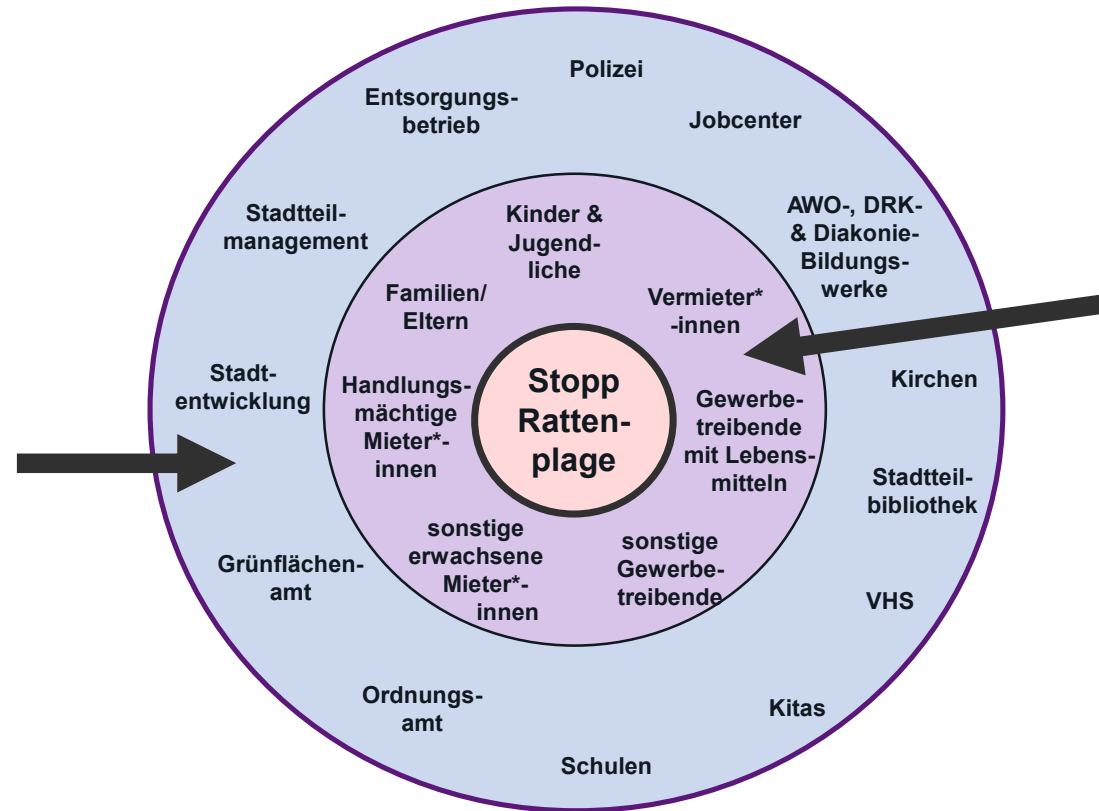 Polizei
Entsorgungs-
betrieb
Jobcenter
Stadtteil-
management
AWO-, DRK-
& Diakonie-
Bildungs-
werke
Kinder &
Jugend-
liche
Familien/
Eltern
Vermieter*
-innen
Stadt-
entwicklung
Handlungs-
mächtige
Mieter*-
innen
Stopp
Ratten-
plage
Gewerbe-
treibende
mit Lebens-
mitteln
Kirchen
Stadtteil-
bibliothek
sonstige
erwachsene
Mieter*-
innen
sonstige
Gewerbe-
treibende
Grünflächen-
amt
VHS
Ordnungs-
amt
Kitas
Schulen